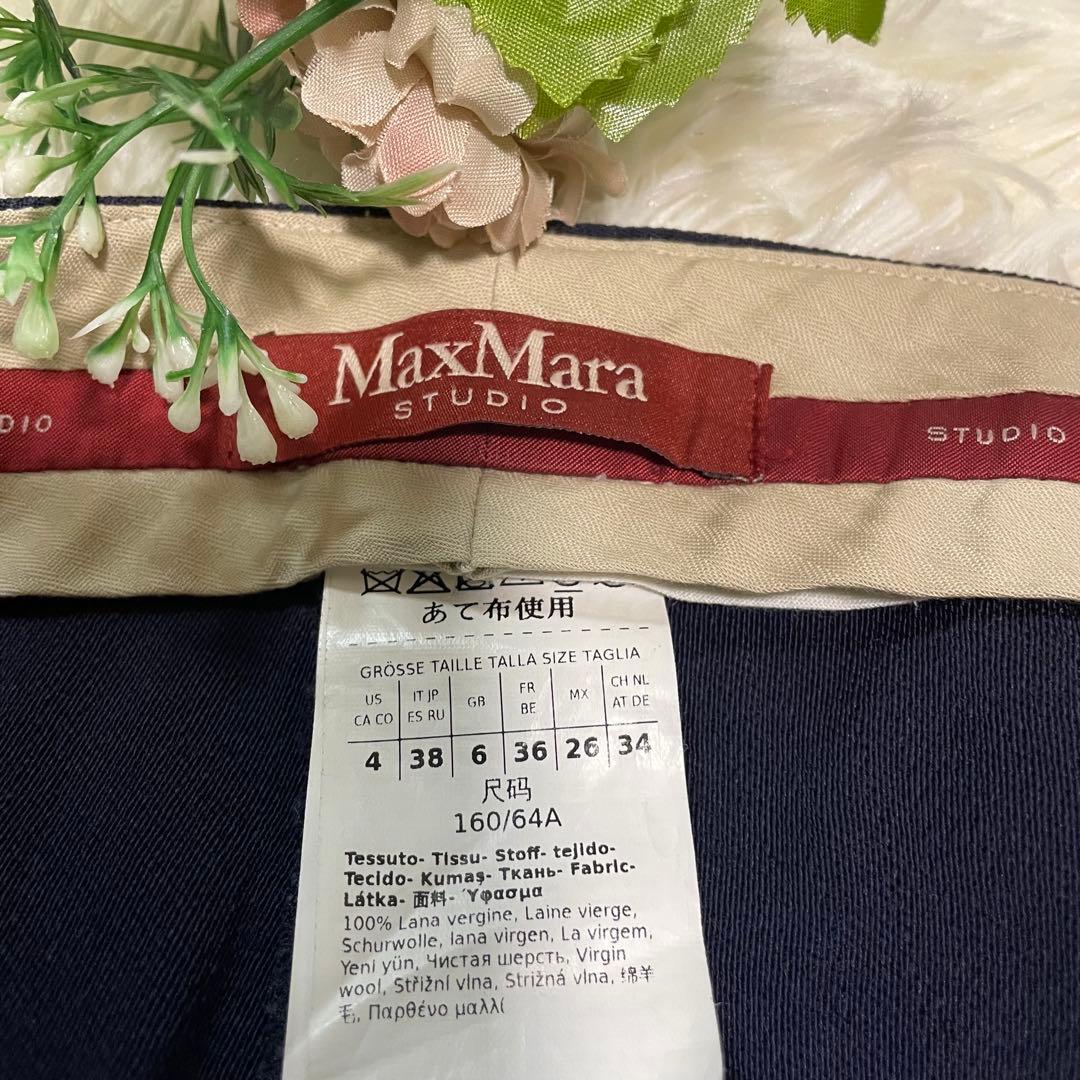 MaxMara
STUDIO
DIO
STUDIO
あて布使用
GRÖSSE TAILLE TALLA SIZE TAGLIA
US CA CO | IT JP ES RU | GB | FR BE | MX | CH NL AT DE
4 | 38 | 6 | 36 | 26 | 34
尺码
160/64A
Tessuto- Tissu- Stoff- tejido-
Tecido- Kumaş- Ткань- Fabric-
Látka- 面料- Ύφασμα
100% Lana vergine, Laine vierge,
Schurwolle, lana virgen, La virgem,
Yeni yün, Чистая шерсть, Virgin
wool, Střižní vlna, Strižná vlna, 绵羊
毛, Παρθένο μαλλί